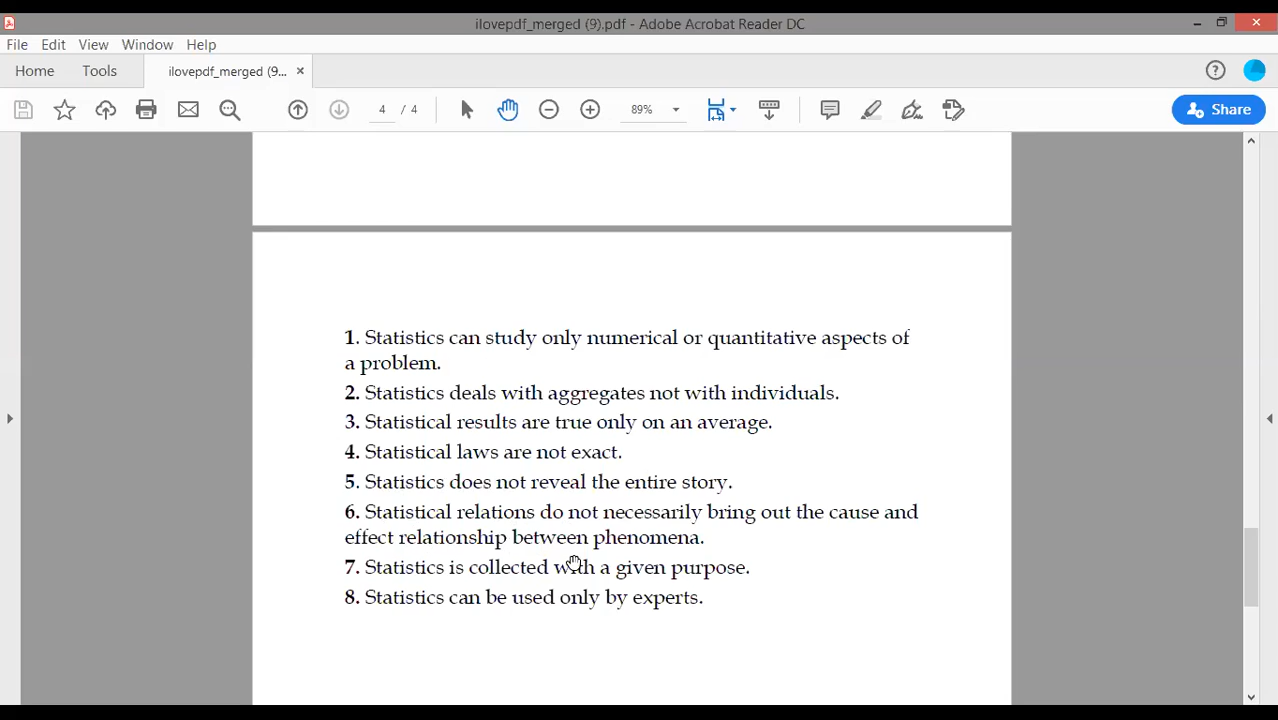 ilovepdf_merged (9).pdf - Adobe Acrobat Reader DC
File Edit View Window Help
Home Tools ilovepdf_merged (9... ×
4 / 4 89% Share
1. Statistics can study only numerical or quantitative aspects of
a problem.
2. Statistics deals with aggregates not with individuals.
3. Statistical results are true only on an average.
4. Statistical laws are not exact.
5. Statistics does not reveal the entire story.
6. Statistical relations do not necessarily bring out the cause and
effect relationship between phenomena.
7. Statistics is collected with a given purpose.
8. Statistics can be used only by experts.